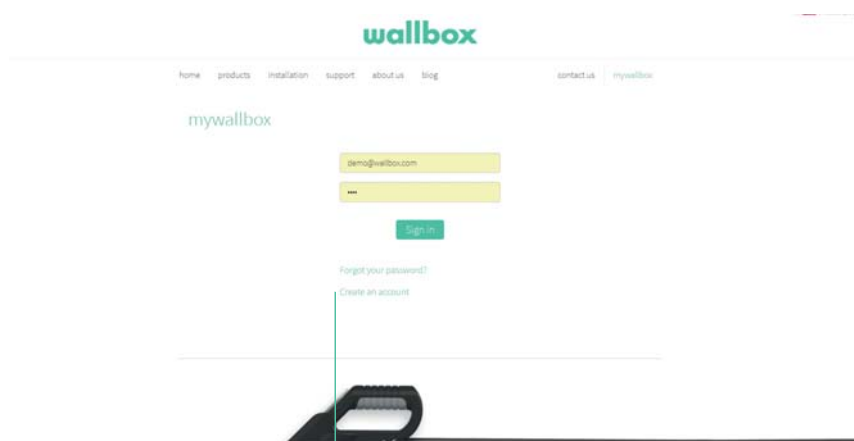 wallbox
home products installation support about us blog contact us mywallbox
mywallbox
demo@wallbox.com
••••
Sign in
Forgot your password?
Create an account